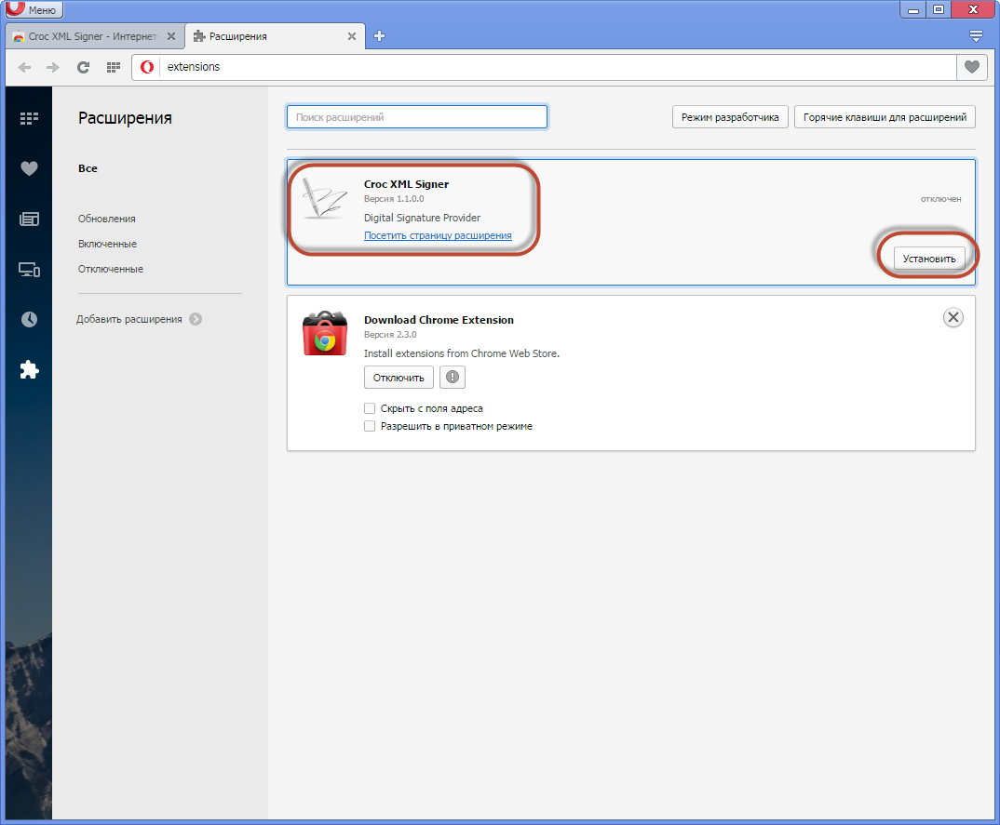 Меню
Croc XML Signer - Интернет-
Расширения
extensions
Расширения
Все
Обновления
Включенные
Отключенные
Добавить расширения
Поиск расширений
Режим разработчика
Горячие клавиши для расширений
Croc XML Signer
Версия 1.1.0.0
Digital Signature Provider
Посетить страницу расширения
отключен
Установить
Download Chrome Extension
Версия 2.3.0
Install extensions from Chrome Web Store.
Отключить
Скрыть с поля адреса
Разрешить в приватном режиме